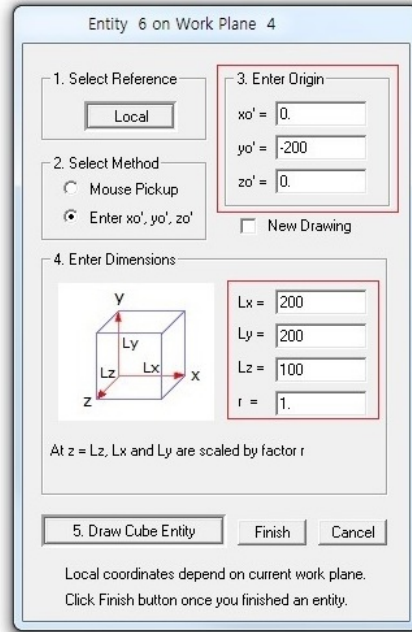 Entity 6 on Work Plane 4
1. Select Reference
Local
2. Select Method
Mouse Pickup
Enter xo', yo', zo'
3. Enter Origin
xo' = 0.
yo' = -200
zo' = 0.
New Drawing
4. Enter Dimensions
y
Ly
Lz
Lx
x
z
Lx = 200
Ly = 200
Lz = 100
r = 1.
At z = Lz, Lx and Ly are scaled by factor r
5. Draw Cube Entity
Finish
Cancel
Local coordinates depend on current work plane.
Click Finish button once you finished an entity.